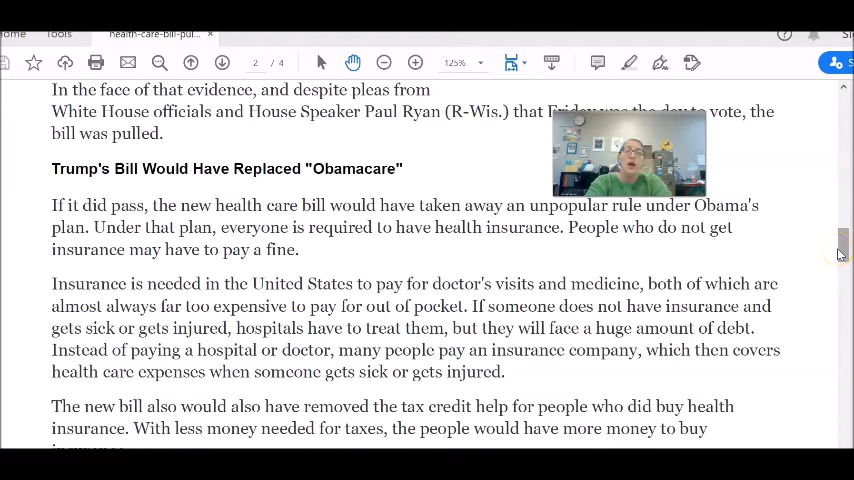 ome Tools health-care-bill-pul... ×
2 / 4 125%
In the face of that evidence, and despite pleas from
White House officials and House Speaker Paul Ryan (R-Wis.) that Friday was the day to vote, the
bill was pulled.
Trump's Bill Would Have Replaced "Obamacare"
If it did pass, the new health care bill would have taken away an unpopular rule under Obama's
plan. Under that plan, everyone is required to have health insurance. People who do not get
insurance may have to pay a fine.
Insurance is needed in the United States to pay for doctor's visits and medicine, both of which are
almost always far too expensive to pay for out of pocket. If someone does not have insurance and
gets sick or gets injured, hospitals have to treat them, but they will face a huge amount of debt.
Instead of paying a hospital or doctor, many people pay an insurance company, which then covers
health care expenses when someone gets sick or gets injured.
The new bill also would also have removed the tax credit help for people who did buy health
insurance. With less money needed for taxes, the people would have more money to buy